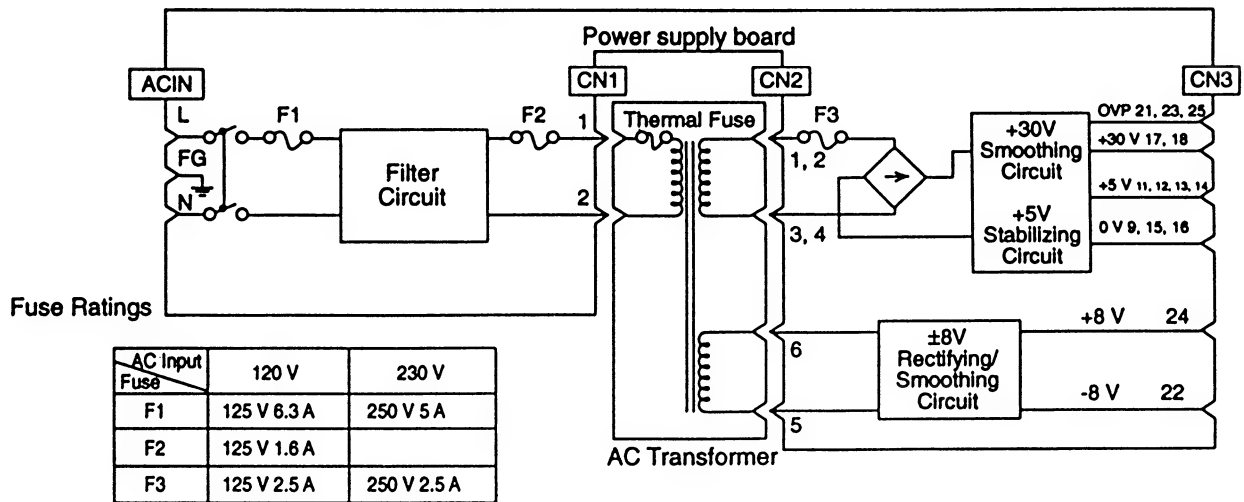 Power supply board
ACIN
CN1
CN2
CN3
L
F1
F2
1
Thermal Fuse
F3
OVP 21, 23, 25
+30V
Smoothing
Circuit
+30 V 17, 18
1, 2
FG
Filter
Circuit
+5 V 11, 12, 13, 14
N
2
3, 4
+5V
Stabilizing
Circuit
0 V 9, 15, 16
Fuse Ratings
+8 V 24
6
±8V
Rectifying/
Smoothing
Circuit
-8 V 22
5
AC Transformer
AC Input
Fuse
120 V
230 V
F1
125 V 6.3 A
250 V 5 A
F2
125 V 1.6 A
F3
125 V 2.5 A
250 V 2.5 A